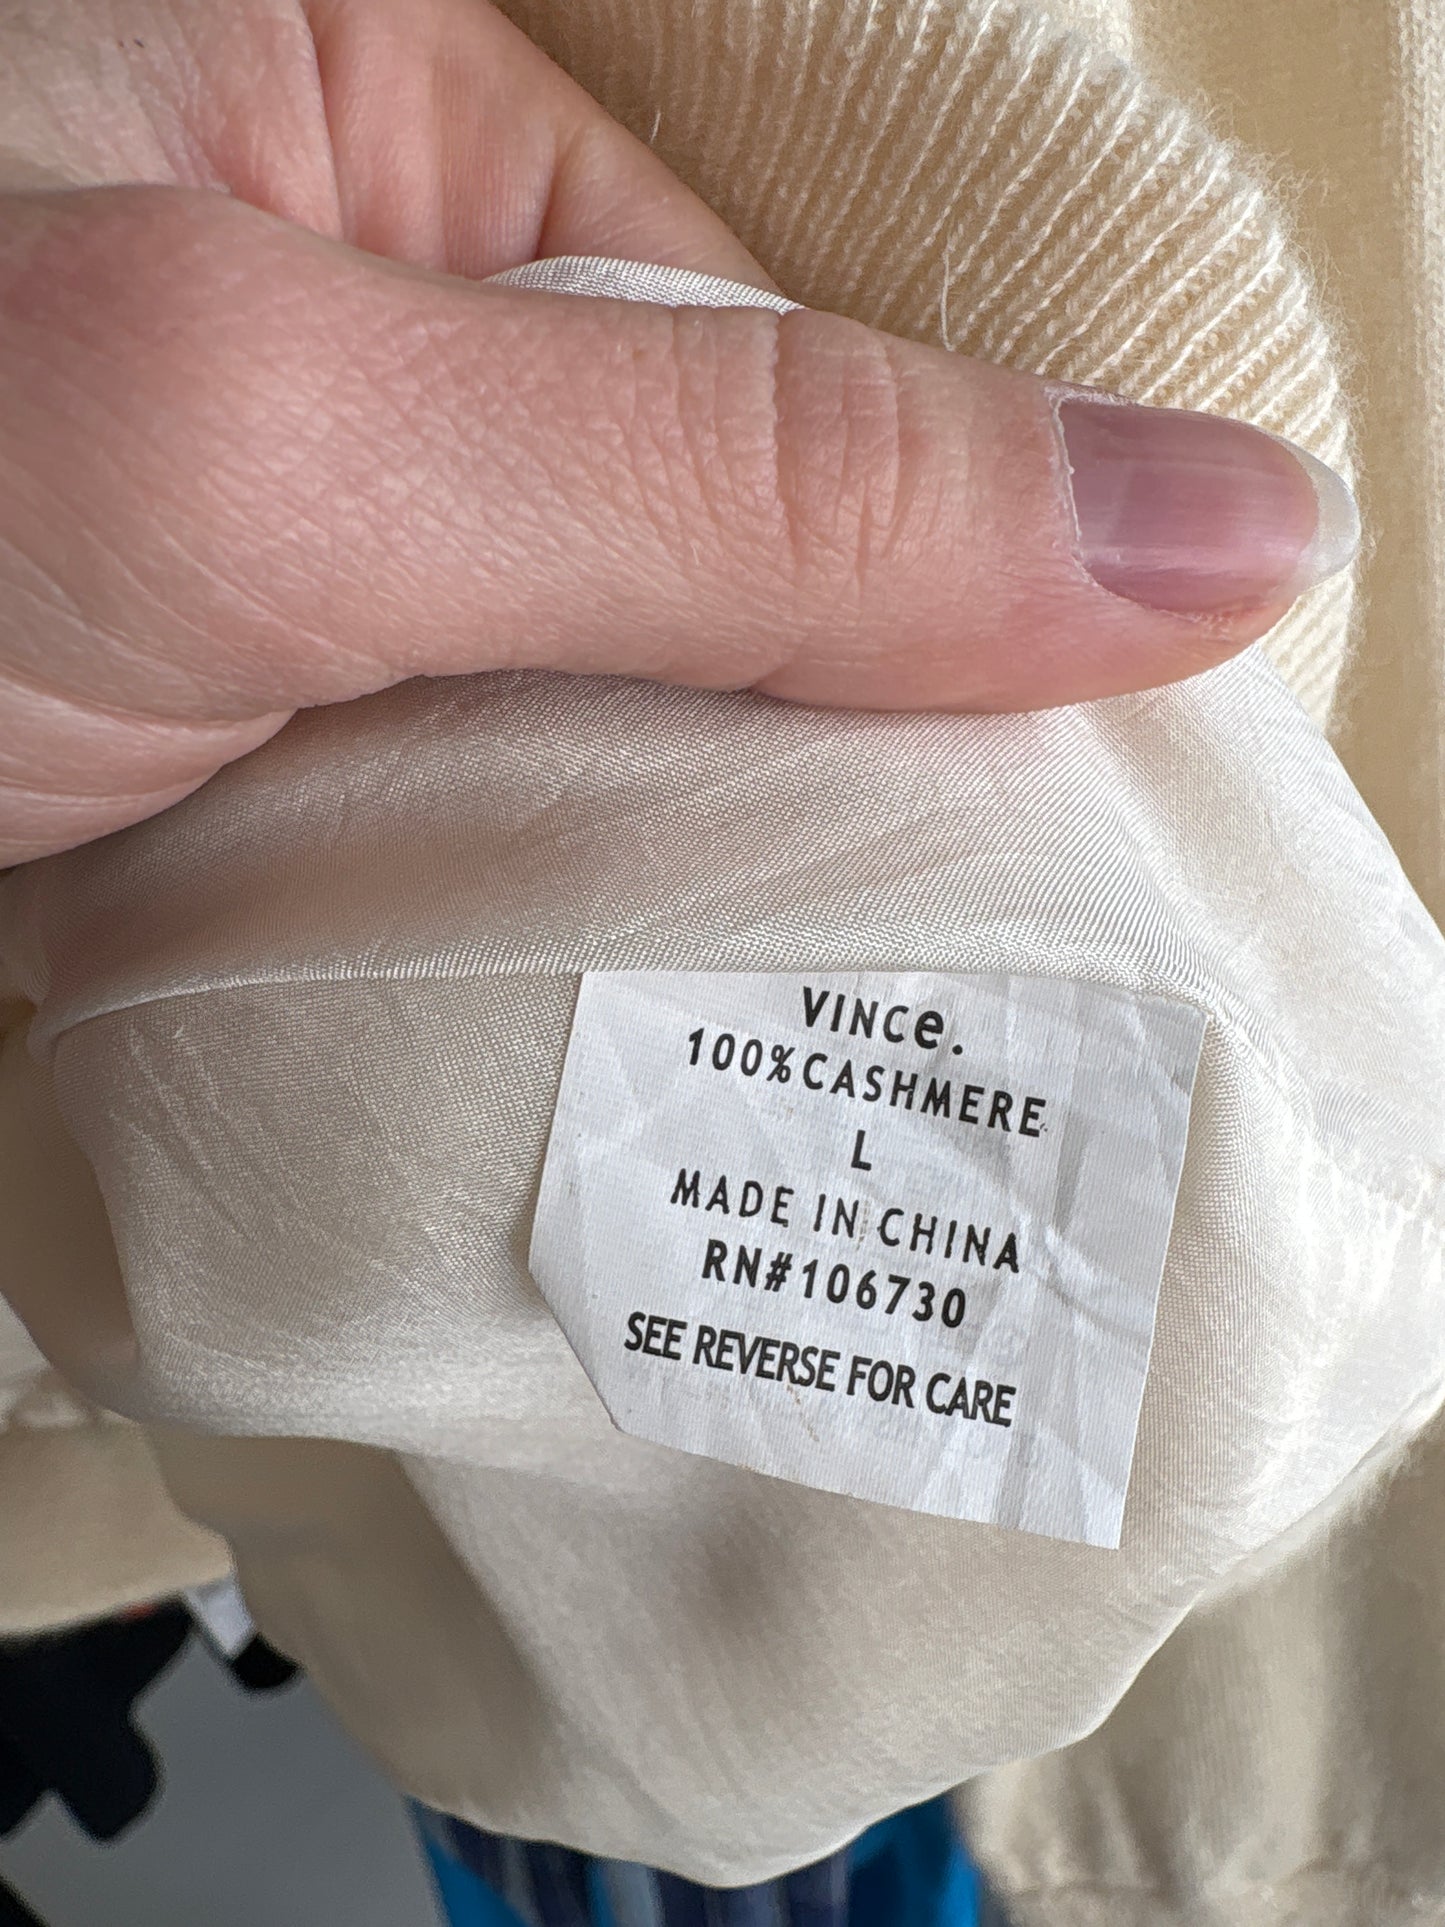 VINCe.
100%CASHMERE
L
MADE IN CHINA
RN#106730
SEE REVERSE FOR CARE